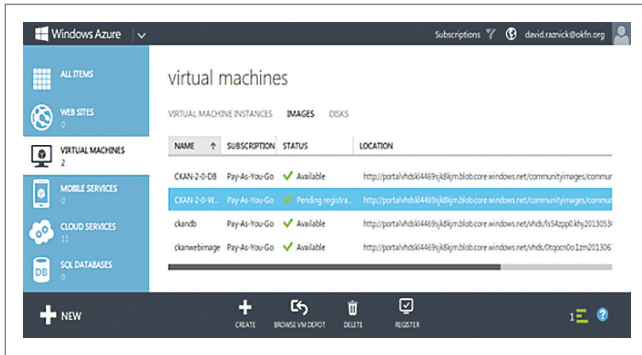 Windows Azure
Subscriptions david.raznick@okfn.org
ALL ITEMS
WEB SITES
0
VIRTUAL MACHINES
2
MOBILE SERVICES
0
CLOUD SERVICES
11
SQL DATABASES
0
DB
virtual machines
VIRTUAL MACHINE INSTANCES IMAGES DISKS
NAME SUBSCRIPTION STATUS LOCATION
CKAN-2-0-DB Pay-As-You-Go Available
CKAN-2-0-W... Pay-As-You-Go Pending registra...
ckandb Pay-As-You-Go Available
ckanwebimage Pay-As-You-Go Available
NEW
CREATE BROWSE VM DEPOT DELETE REGISTER
1 ?